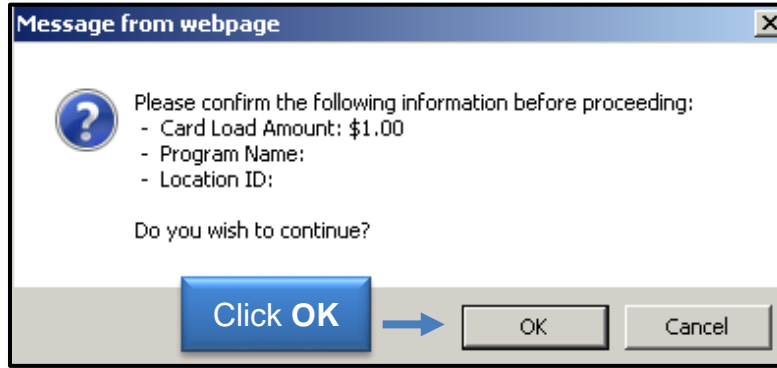 Message from webpage
Please confirm the following information before proceeding:
- Card Load Amount: $1.00
- Program Name:
- Location ID:
Do you wish to continue?
Click OK
OK
Cancel